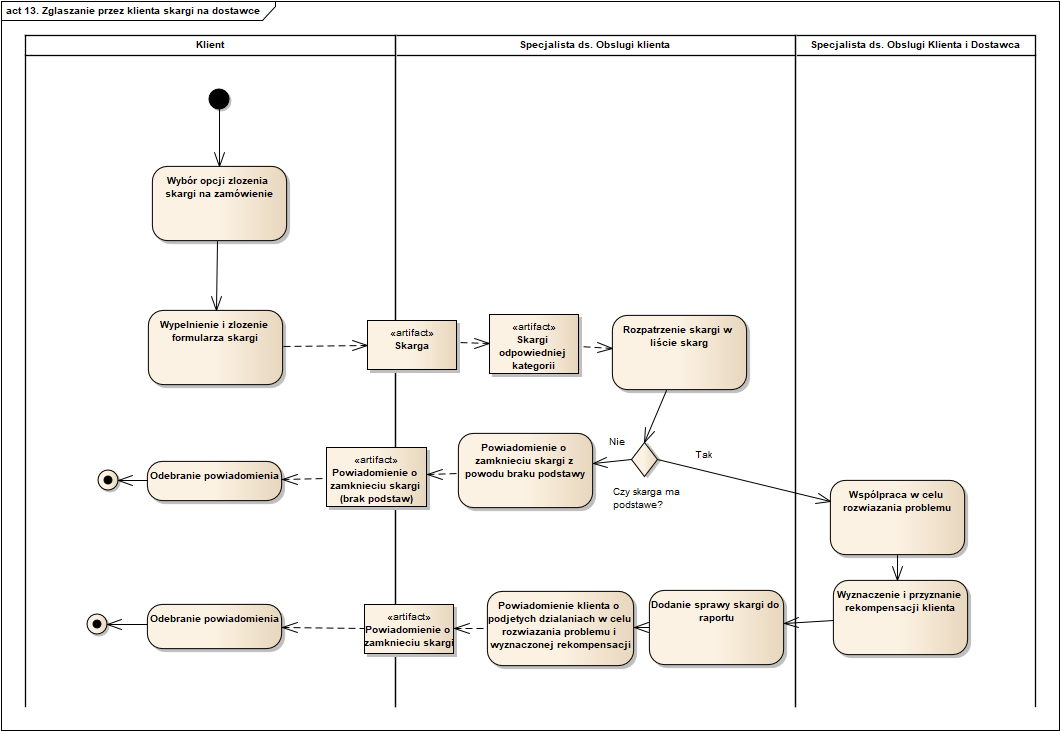 act 13. Zglaszanie przez klienta skargi na dostawce
Klient
Specjalista ds. Obslugi klienta
Specjalista ds. Obslugi Klienta i Dostawca
Wybór opcji zlozenia
skargi na zamówienie
Wypelnienie i zlozenie
formularza skargi
«artifact»
Skarga
«artifact»
Skargi
odpowiedniej
kategorii
Rozpatrzenie skargi w
liście skarg
Nie
Tak
Czy skarga ma
podstawe?
Powiadomienie o
zamknieciu skargi z
powodu braku podstawy
«artifact»
Powiadomienie o
zamknieciu skargi
(brak podstaw)
Odebranie powiadomienia
Wspólpraca w celu
rozwiazania problemu
Wyznaczenie i przyznanie
rekompensacji klienta
Dodanie sprawy skargi do
raportu
Powiadomienie klienta o
podjetych dzialaniach w celu
rozwiazania problemu i
wyznaczonej rekompensacji
«artifact»
Powiadomienie o
zamknieciu skargi
Odebranie powiadomienia